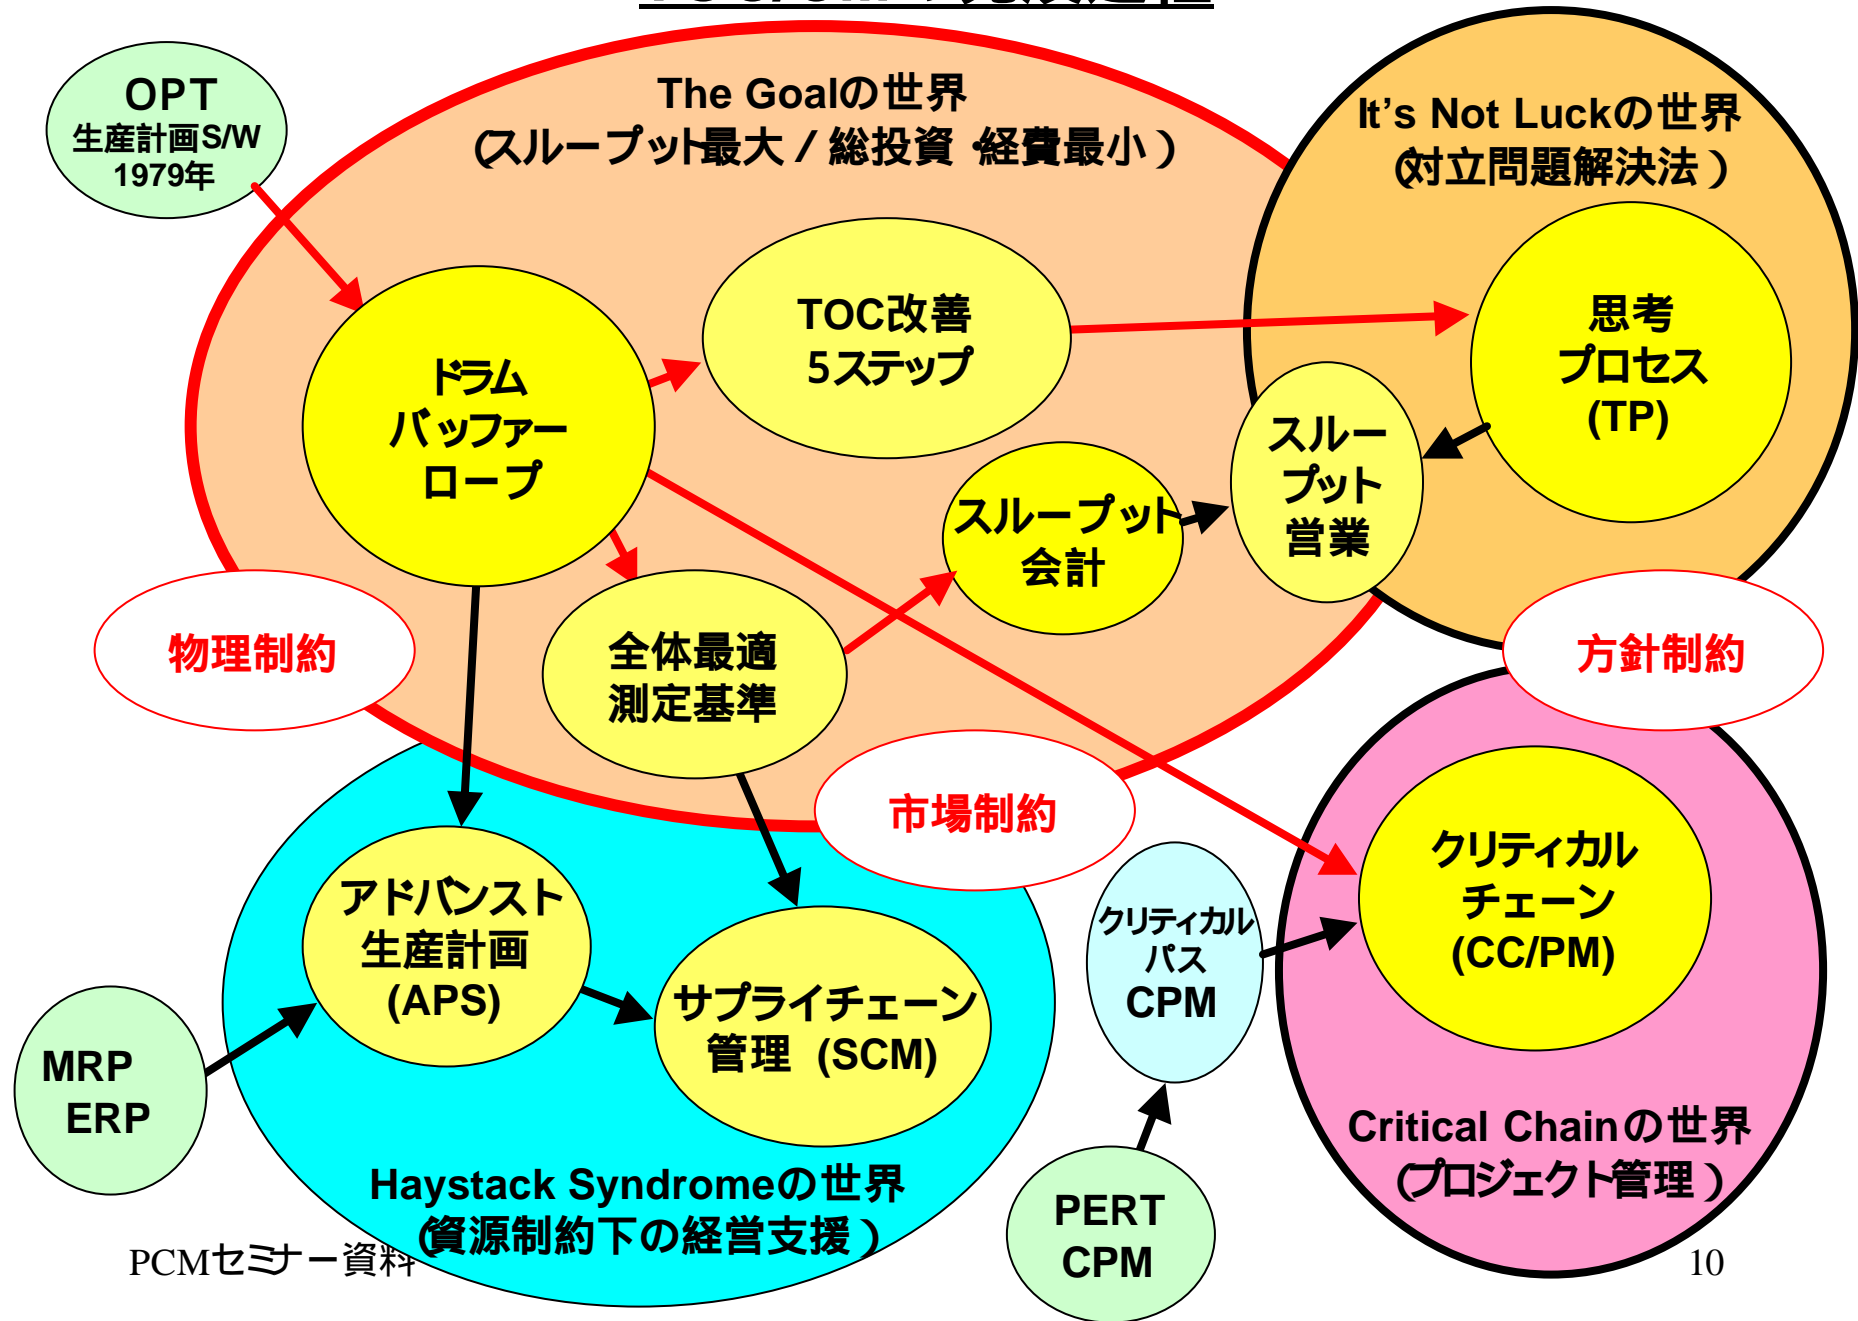 の発展過程
OPT
生産計画S/W
1979年
The Goalの世界
(スループット最大/総投資・経費最小)
It's Not Luckの世界
(対立問題解決法)
ドラム
バッファー
ロープ
TOC改善
5ステップ
思考
プロセス
(TP)
スルー
プット
営業
スループット
会計
物理制約
全体最適
測定基準
方針制約
市場制約
アドバンスト
生産計画
(APS)
サプライチェーン
管理 (SCM)
クリティカル
パス
CPM
クリティカル
チェーン
(CC/PM)
MRP
ERP
Haystack Syndromeの世界
(資源制約下の経営支援)
PERT
CPM
Critical Chainの世界
(プロジェクト管理)
PCMセミナー資料
10